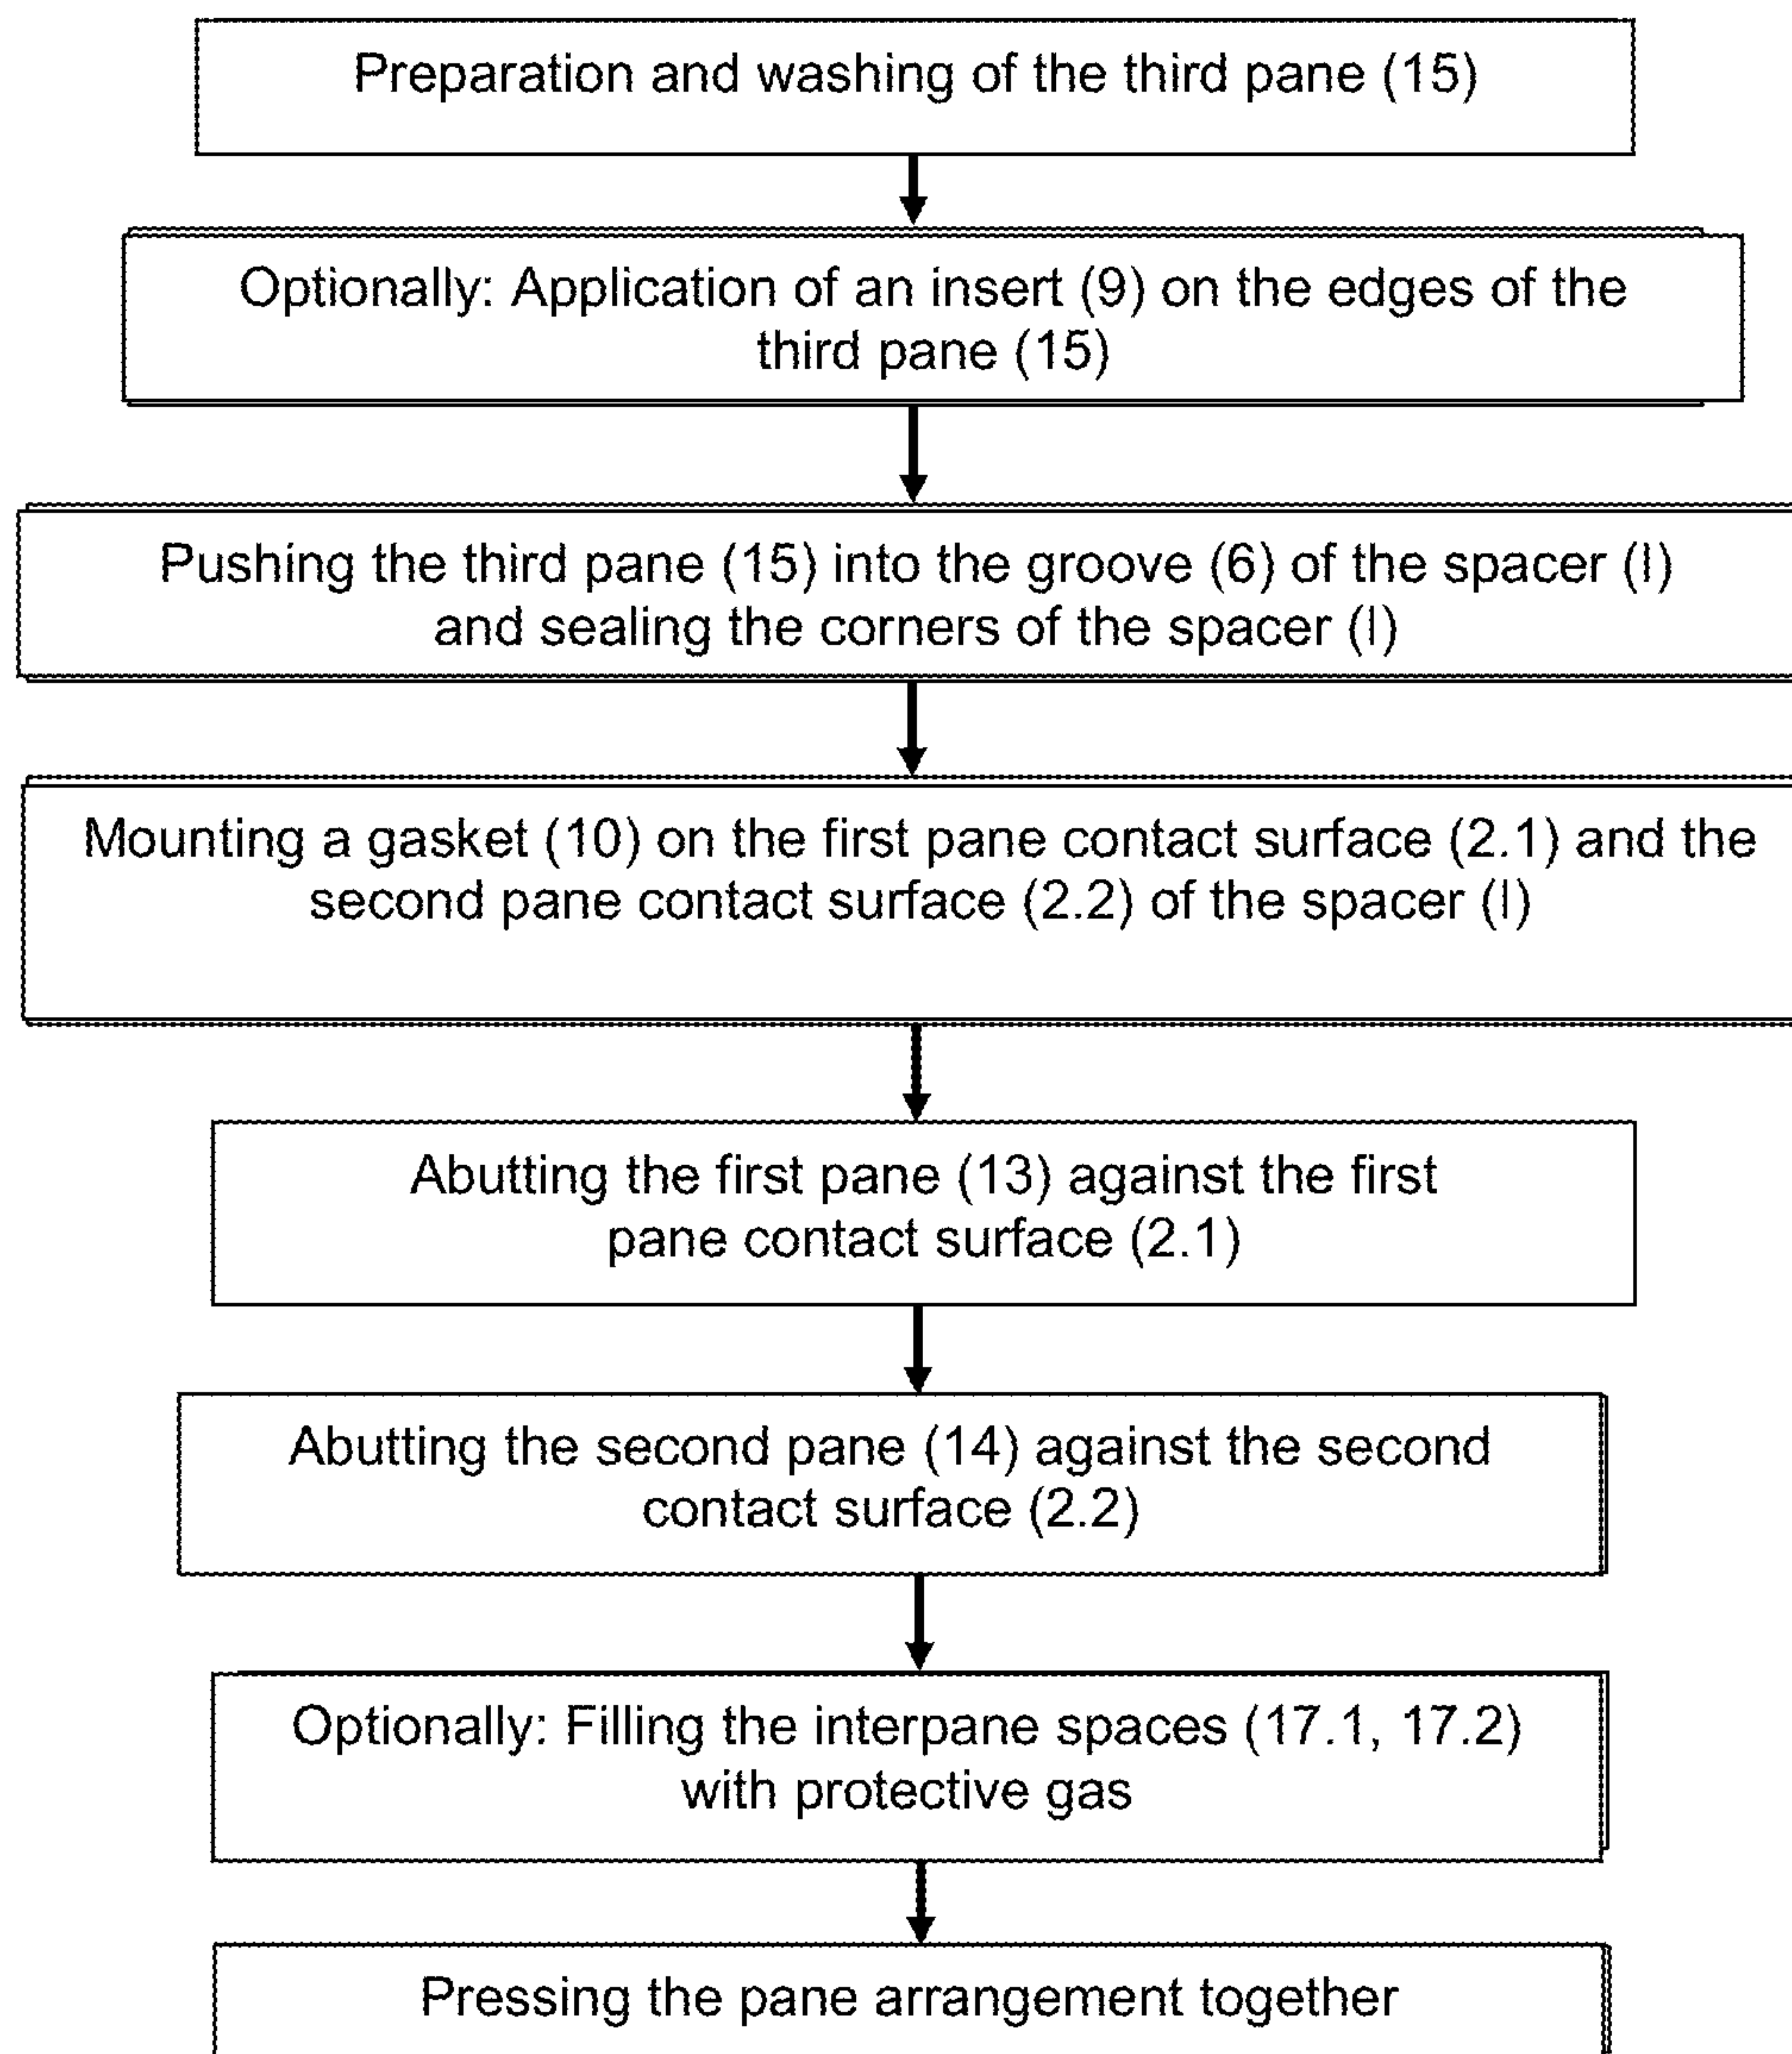 Preparation and washing of the third pane (15)
Optionally: Application of an insert (9) on the edges of the
third pane (15)
Pushing the third pane (15) into the groove (6) of the spacer (I)
and sealing the corners of the spacer (I)
Mounting a gasket (10) on the first pane contact surface (2.1) and the
second pane contact surface (2.2) of the spacer (I)
Abutting the first pane (13) against the first
pane contact surface (2.1)
Abutting the second pane (14) against the second
contact surface (2.2)
Optionally: Filling the interpane spaces (17.1, 17.2)
with protective gas
Pressing the pane arrangement together